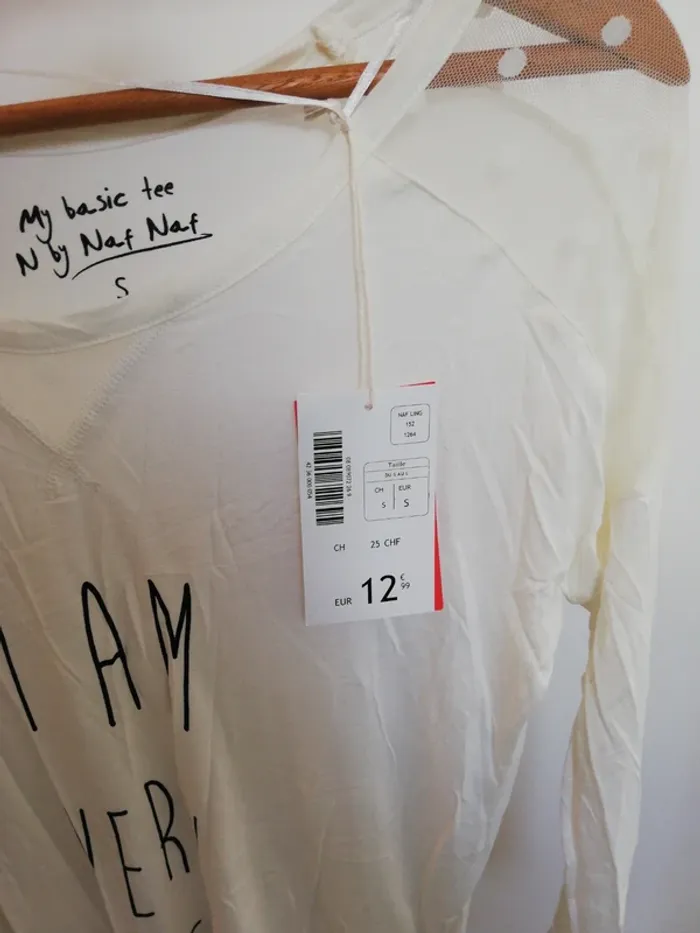 My basic tee
N by Naf Naf
S
NAF LING
152
Taille
CH EUR
S S
CH 25 CHF
EUR 12€99
I AM
VER